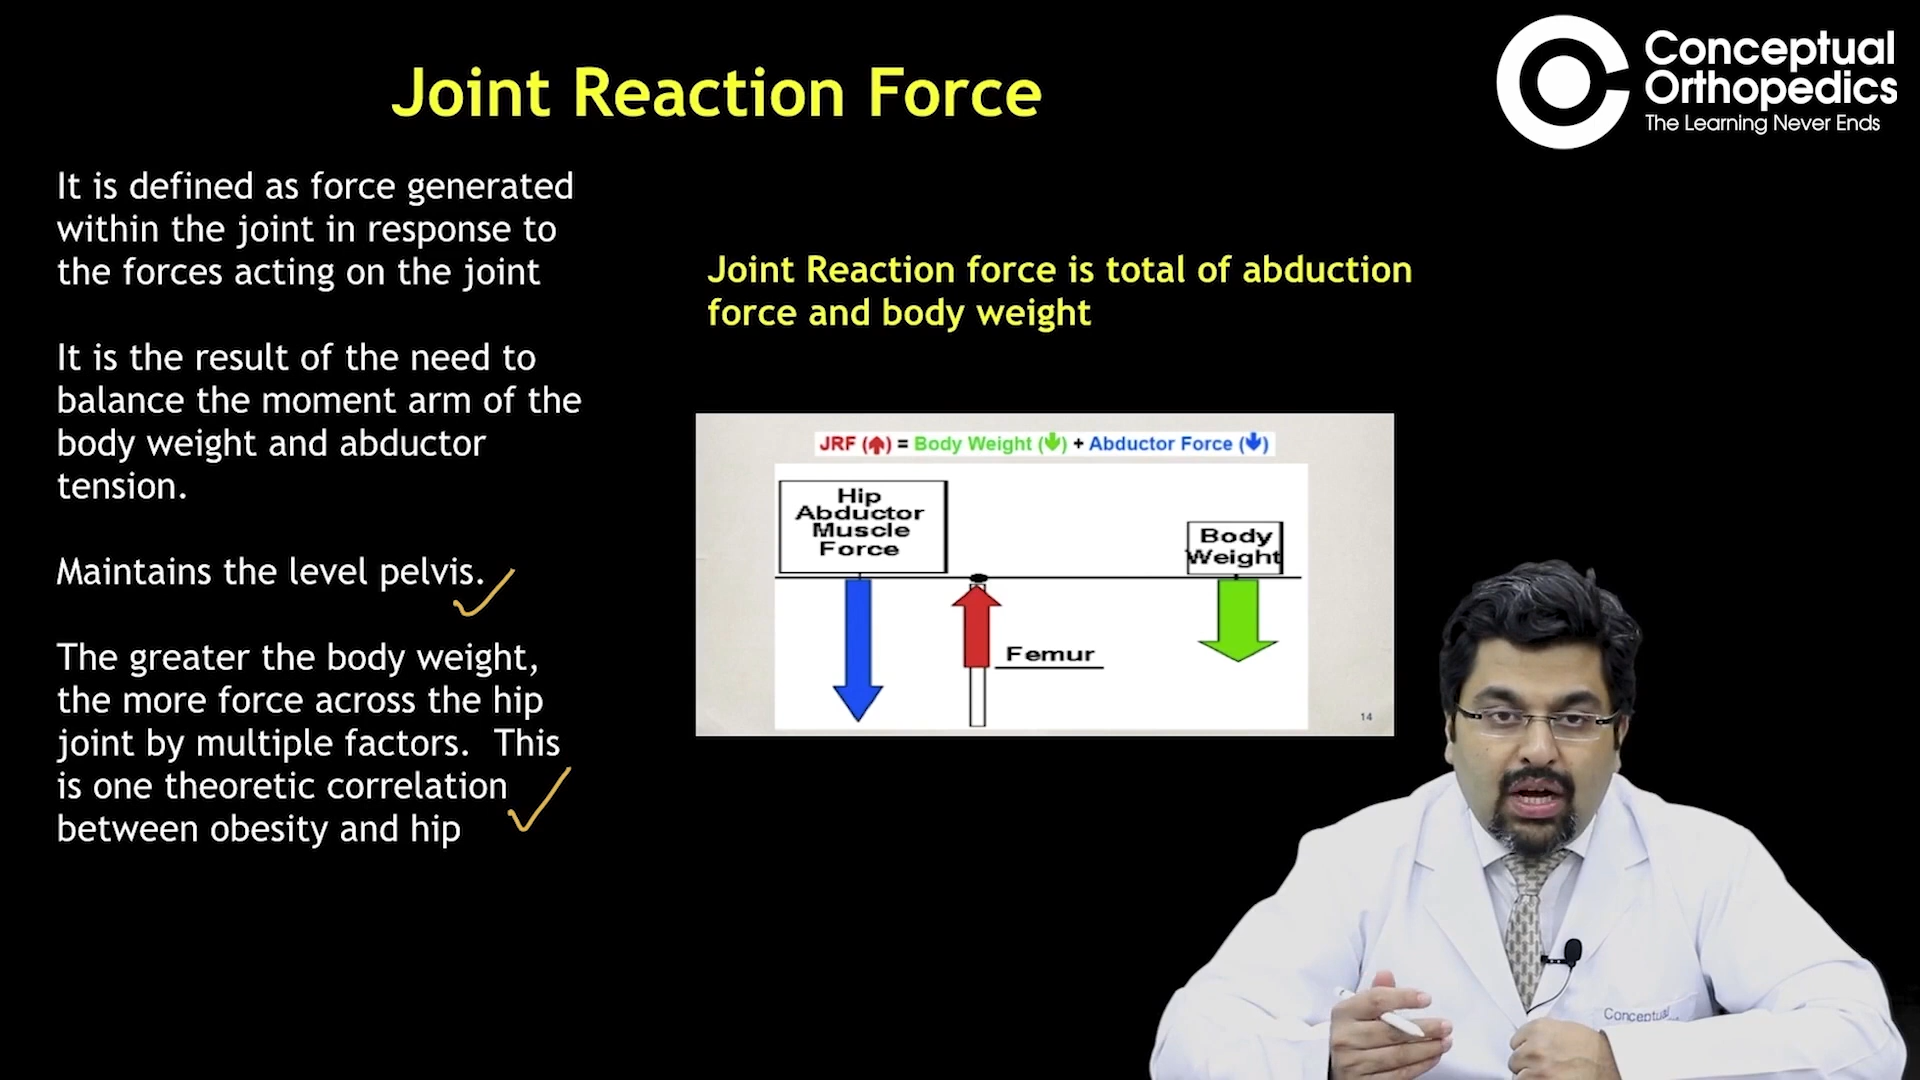 Joint Reaction Force
Conceptual
Orthopedics
The Learning Never Ends
It is defined as force generated
within the joint in response to
the forces acting on the joint
It is the result of the need to
balance the moment arm of the
body weight and abductor
tension.
Maintains the level pelvis.
The greater the body weight,
the more force across the hip
joint by multiple factors.  This
is one theoretic correlation
between obesity and hip
Joint Reaction force is total of abduction
force and body weight
JRF (↑) = Body Weight (↓) + Abductor Force (↓)
Hip
Abductor
Muscle
Force
Body
Weight
Femur
14
Conceptual